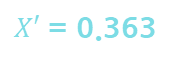 X′ = 0.363